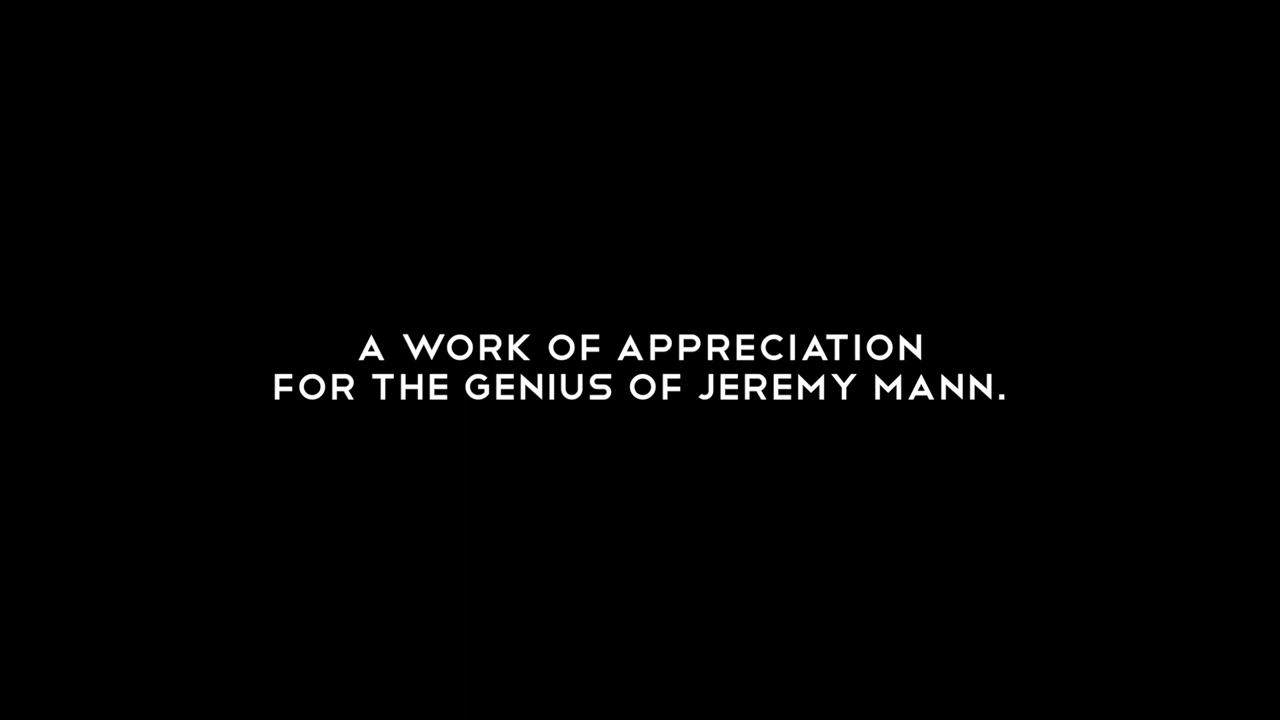 A WORK OF APPRECIATION
FOR THE GENIUS OF JEREMY MANN.